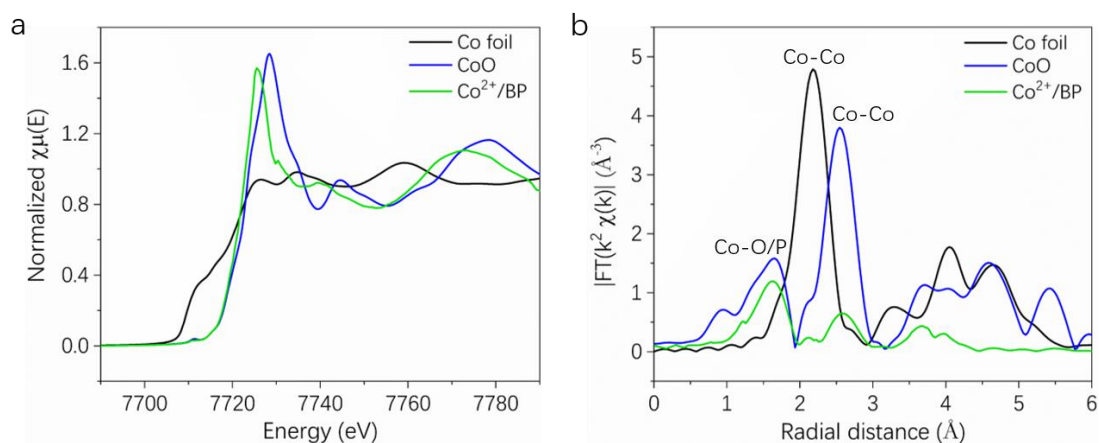 a
Normalized χμ(E)
1.6
1.2
0.8
0.4
0.0
Co foil
CoO
Co²⁺/BP
7700 7720 7740 7760 7780
Energy (eV)
b
|FT(k² χ(k)| (Å⁻³)
5
4
3
2
1
0
Co-Co
Co-Co
Co-O/P
Co foil
CoO
Co²⁺/BP
0 1 2 3 4 5 6
Radial distance (Å)